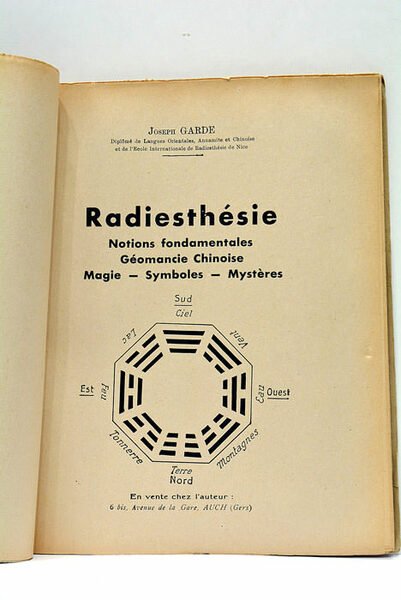 Joseph GARDE
Diplômé de Langues Orientales, Annamite et Chinoise
et de l'Ecole Internationale de Radiesthésie de Nice
Radiesthésie
Notions fondamentales
Géomancie Chinoise
Magie — Symboles — Mystères
Sud
Ciel
Lac
Vent
Est
Feu
Eau
Ouest
Tonnerre
Montagnes
Terre
Nord
En vente chez l'auteur :
6 bis, Avenue de la Gare, AUCH (Gers)